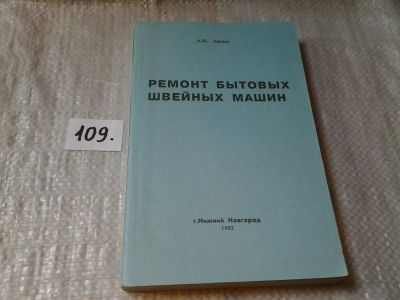 А.И.
РЕМОНТ БЫТОВЫХ
ШВЕЙНЫХ МАШИН
109.
г.Нижний Новгород
1992